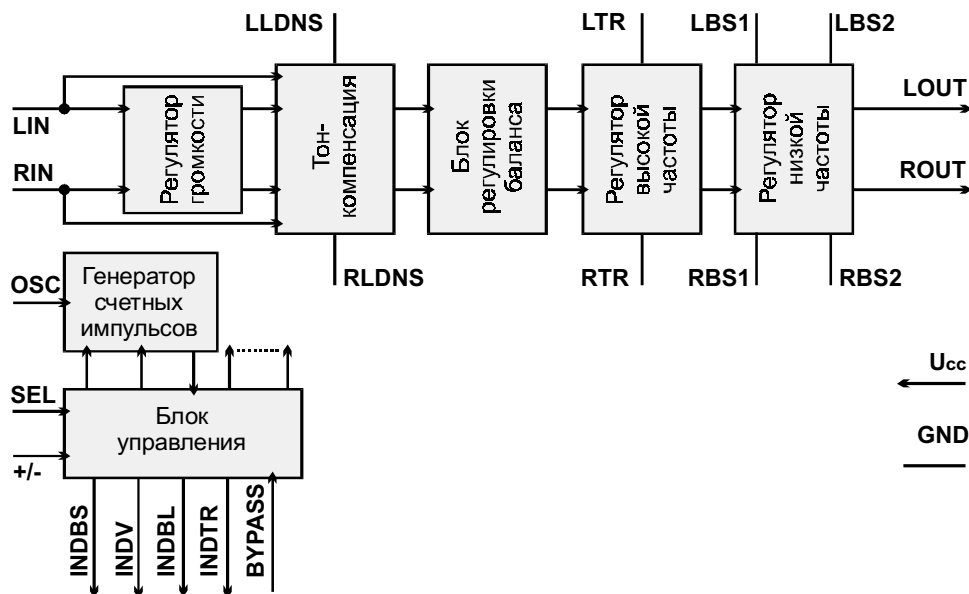 LLDNS
LTR
LBS1
LBS2
LIN
RIN
Регулятор
громкости
Тон-
компенсация
Блок
регулировки
баланса
Регулятор
высокой
частоты
Регулятор
низкой
частоты
LOUT
ROUT
RLDNS
RTR
RBS1
RBS2
OSC
Генератор
счетных
импульсов
SEL
+/-
Блок
управления
Ucc
GND
INDBS
INDV
INDBL
INDTR
BYPASS